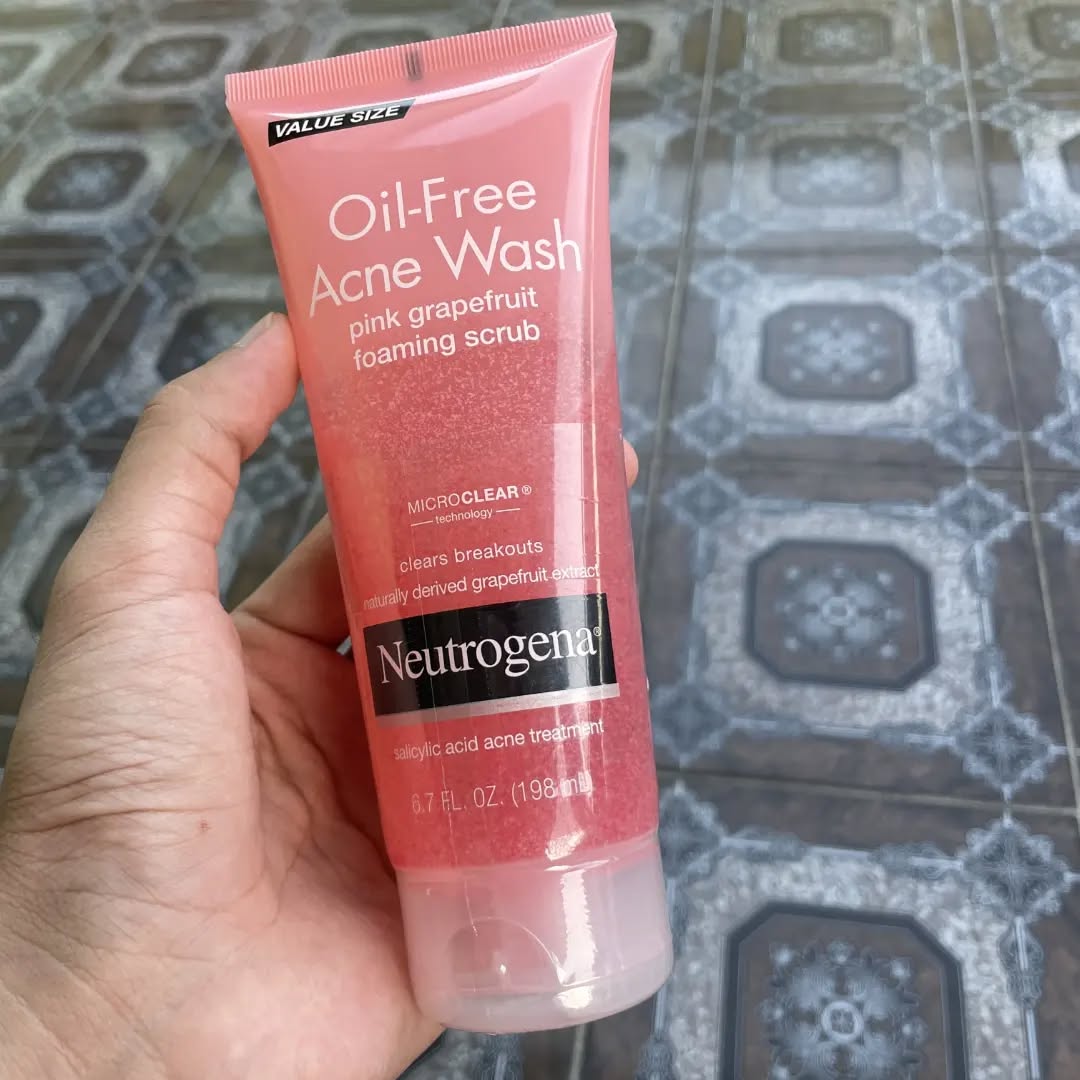 VALUE SIZE
Oil-Free
Acne Wash
pink grapefruit
foaming scrub
MICROCLEAR®
technology
clears breakouts
naturally derived grapefruit extract
Neutrogena®
salicylic acid acne treatment
6.7 FL. OZ. (198 mL)